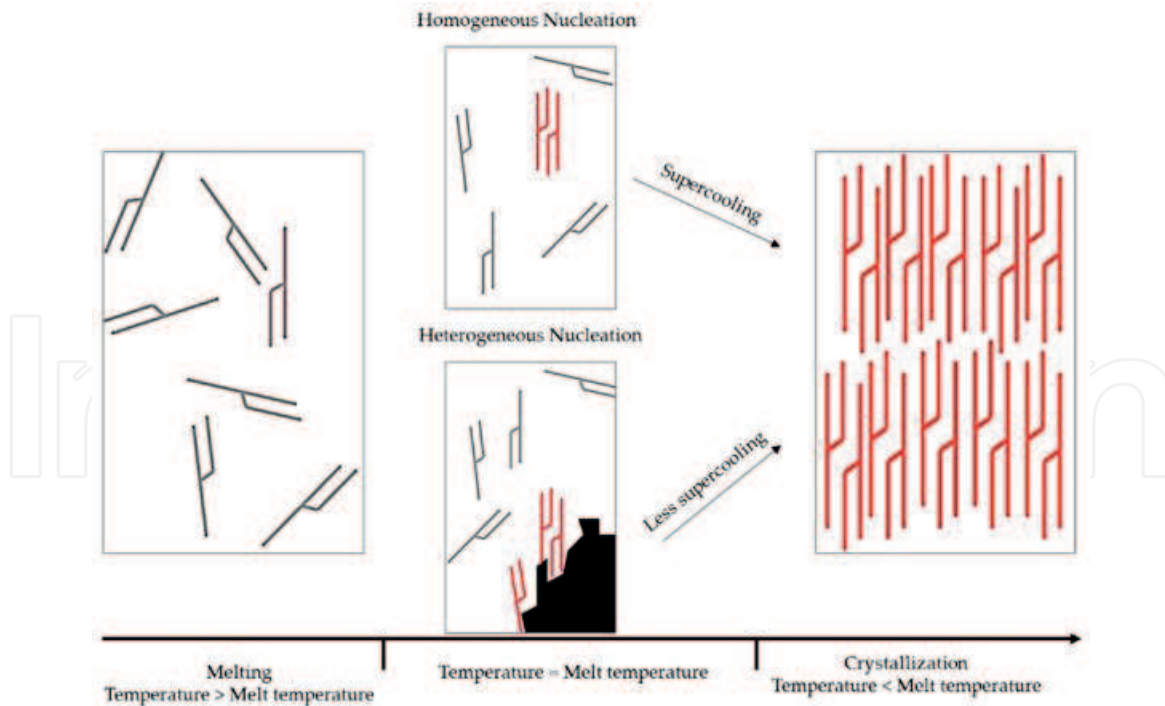 Homogeneous Nucleation
Supercooling
Heterogeneous Nucleation
Less supercooling
Melting
Temperature > Melt temperature
Temperature = Melt temperature
Crystallization
Temperature < Melt temperature